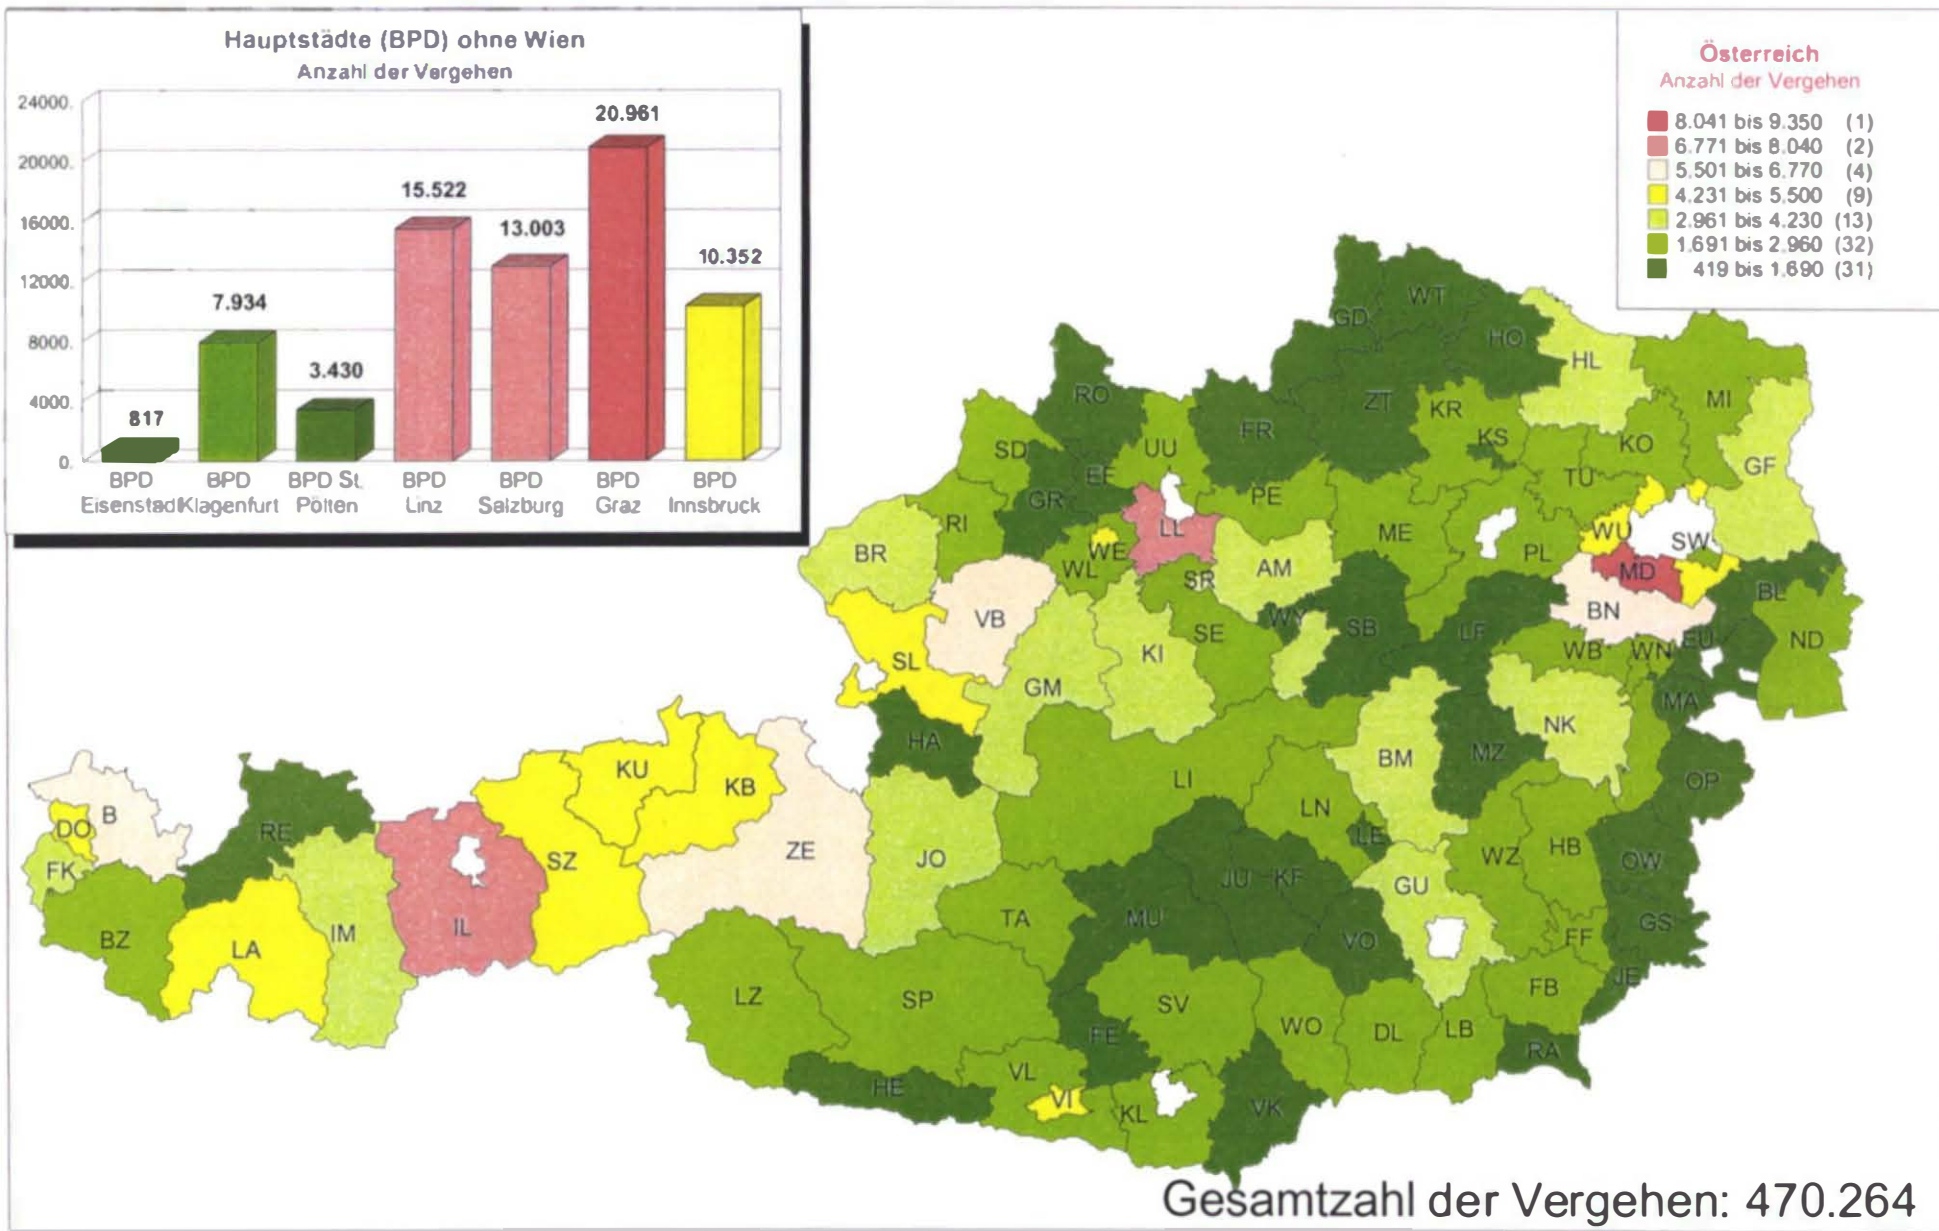 Hauptstädte (BPD) ohne Wien
Anzahl der Vergehen
24000.
20000.
16000.
12000.
8000.
4000.
0.
817
7.934
3.430
15.522
13.003
20.961
10.352
BPD Eisenstadt
BPD Klagenfurt
BPD St. Pölten
BPD Linz
BPD Salzburg
BPD Graz
BPD Innsbruck
Österreich
Anzahl der Vergehen
8.041 bis 9.350 (1)
6.771 bis 8.040 (2)
5.501 bis 6.770 (4)
4.231 bis 5.500 (9)
2.961 bis 4.230 (13)
1.691 bis 2.960 (32)
419 bis 1.690 (31)
WT
GD
HO
HL
RO
ZT
KR
MI
FR
SD
UU
KS
KO
GF
EF
TU
GR
PE
RI
LL
ME
WU
SW
BR
WE
PL
WL
AM
SR
MD
BL
VB
WY
SB
BN
SE
LF
EU
ND
SL
KI
WB
WN
GM
MA
HA
NK
BM
MZ
KU
KB
LI
OP
B
LN
DO
RE
LE
ZE
JO
WZ
HB
OW
FK
SZ
JU
KF
GU
TA
MU
GS
IL
IM
BZ
LA
VO
FF
JE
LZ
SP
SV
FB
WO
DL
LB
FE
RA
VL
HE
VI
KL
VK
Gesamtzahl der Vergehen: 470.264